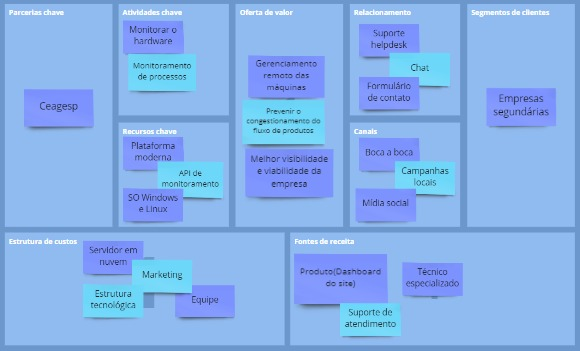 Parcerias chave
Ceagesp
Atividades chave
Monitorar o
hardware
Monitoramento
de processos
Recursos chave
Plataforma
moderna
API de
monitoramento
SO Windows
e Linux
Oferta de valor
Gerenciamento
remoto das
máquinas
Prevenir o
congestionamento do
fluxo de produtos
Melhor visibilidade
e viabilidade da
empresa
Relacionamento
Suporte
helpdesk
Chat
Formulário
de contato
Canais
Boca a boca
Campanhas
locais
Mídia social
Segmentos de clientes
Empresas
segundárias
Estrutura de custos
Servidor em
nuvem
Marketing
Estrutura
tecnológica
Equipe
Fontes de receita
Produto(Dashboard
do site)
Técnico
especializado
Suporte de
atendimento